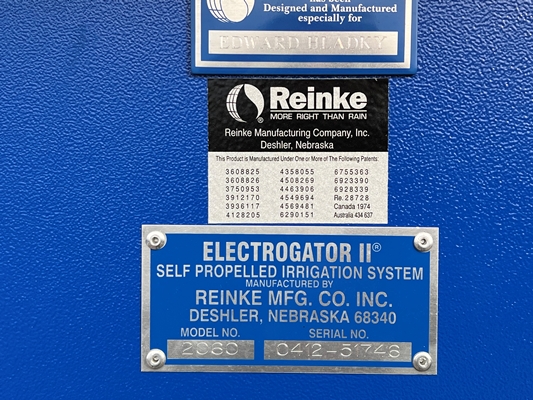 has been
Designed and Manufactured
especially for
EDWARD HLADKY
Reinke
MORE RIGHT THAN RAIN
Reinke Manufacturing Company, Inc.
Deshler, Nebraska
This Product is Manufactured Under One or More of The Following Patents:
3608825 4358055 6755363
3608826 4508269 6923390
3750953 4463906 6928339
3912170 4549694 Re. 28728
3936117 4569481 Canada 1974
4128205 6290151 Australia 434 637
ELECTROGATOR II®
SELF PROPELLED IRRIGATION SYSTEM
MANUFACTURED BY
REINKE MFG. CO. INC.
DESHLER, NEBRASKA 68340
MODEL NO. SERIAL NO.
2060 0412-51746